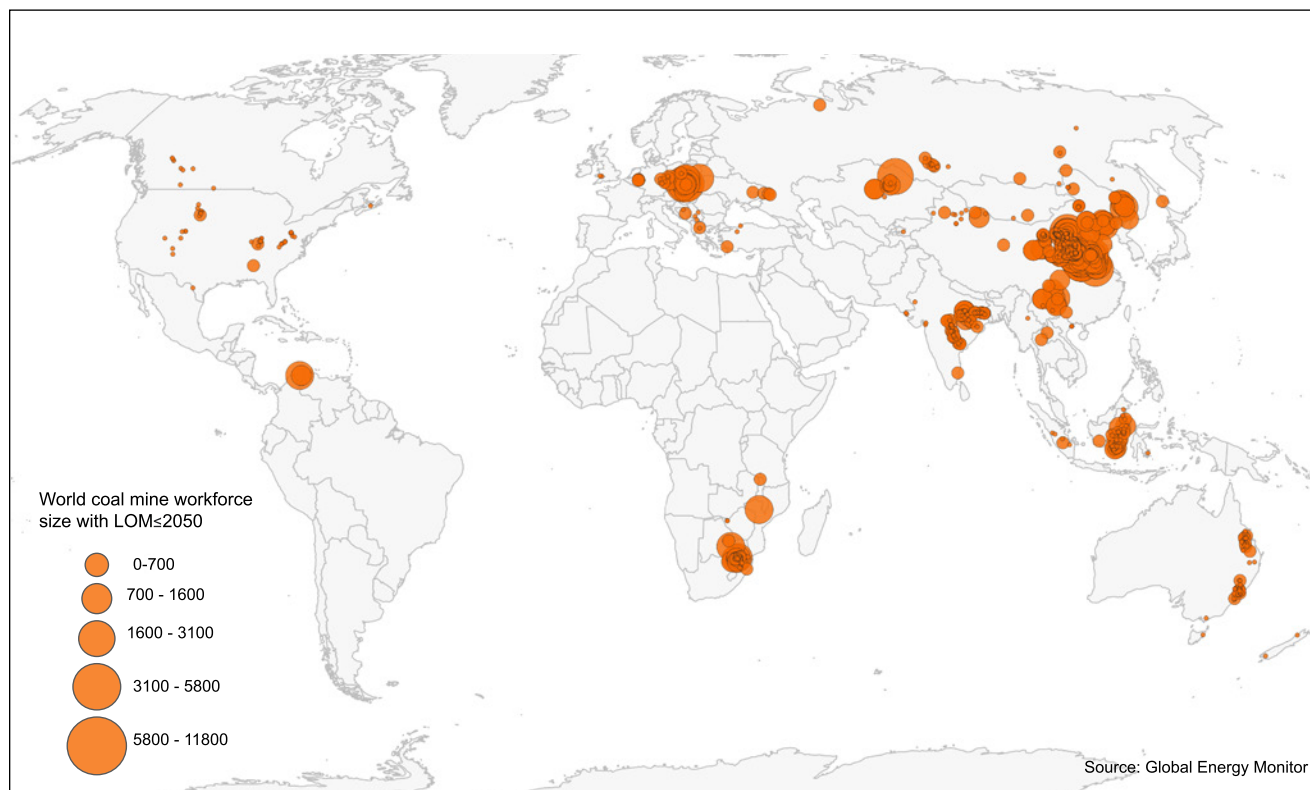 World coal mine workforce
size with LOM≤2050
0-700
700 - 1600
1600 - 3100
3100 - 5800
5800 - 11800
Source: Global Energy Monitor